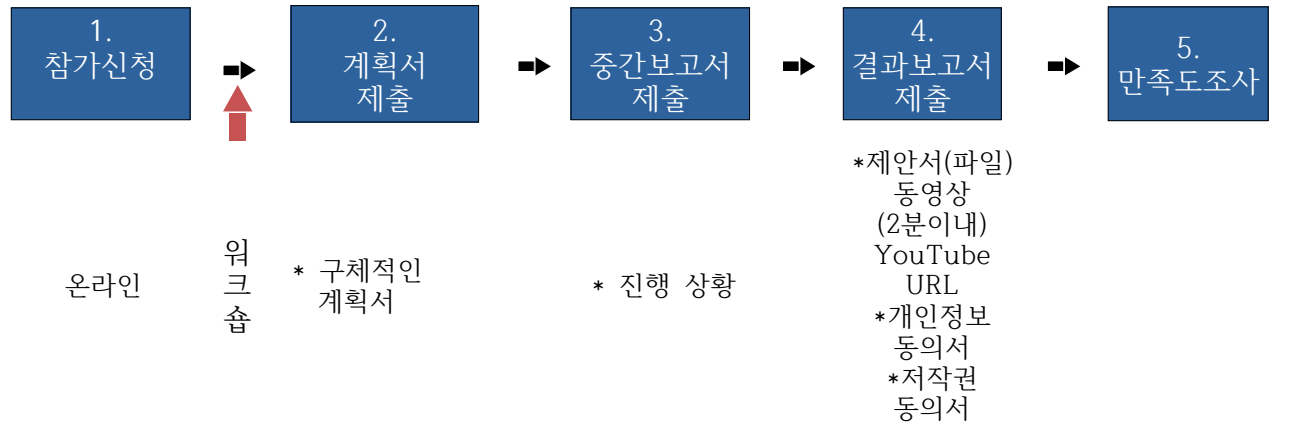 1.
참가신청
2.
계획서
제출
3.
중간보고서
제출
4.
결과보고서
제출
5.
만족도조사
온라인
워
크
숍
* 구체적인
계획서
* 진행 상황
*제안서(파일)
동영상
(2분이내)
YouTube
URL
*개인정보
동의서
*저작권
동의서